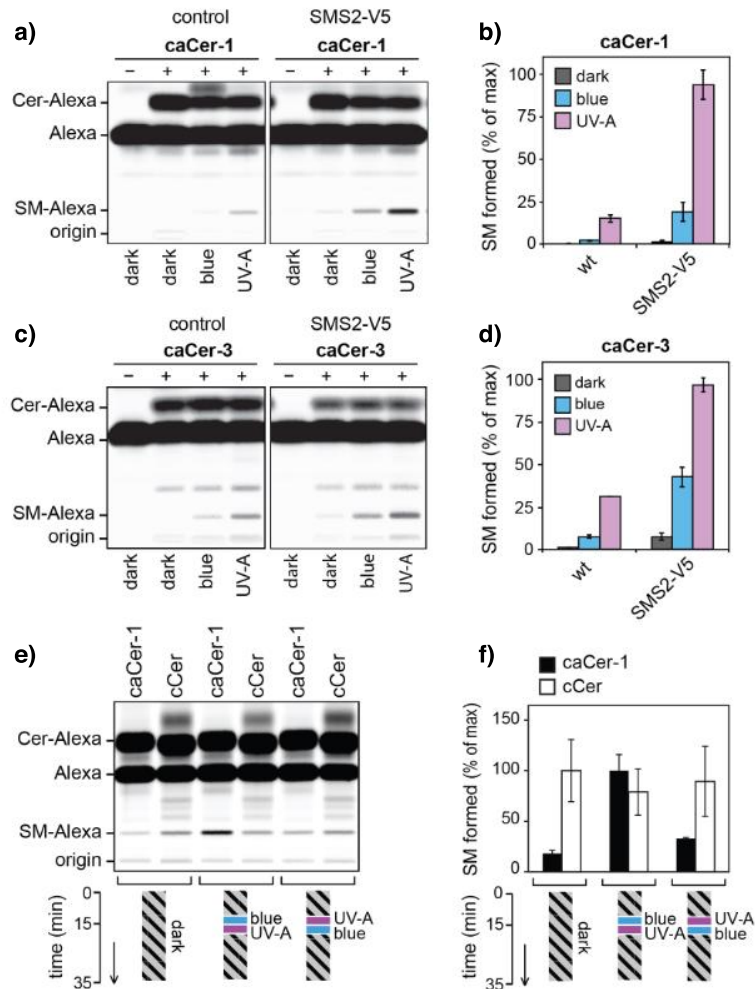 a)
control SMS2-V5
caCer-1 caCer-1
− + + + − + + +
Cer-Alexa
Alexa
SM-Alexa
origin
dark dark blue UV-A dark dark blue UV-A
b)
caCer-1
SM formed (% of max)
100
75
50
25
0
dark
blue
UV-A
wt SMS2-V5
c)
control SMS2-V5
caCer-3 caCer-3
− + + + − + + +
Cer-Alexa
Alexa
SM-Alexa
origin
dark dark blue UV-A dark dark blue UV-A
d)
caCer-3
SM formed (% of max)
100
75
50
25
0
dark
blue
UV-A
wt SMS2-V5
e)
caCer-1 cCer caCer-1 cCer caCer-1 cCer
Cer-Alexa
Alexa
SM-Alexa
origin
time (min)
0
15
35
dark
blue
UV-A
UV-A
blue
f)
caCer-1
cCer
SM formed (% of max)
150
100
50
0
time (min)
0
15
35
dark
blue
UV-A
UV-A
blue